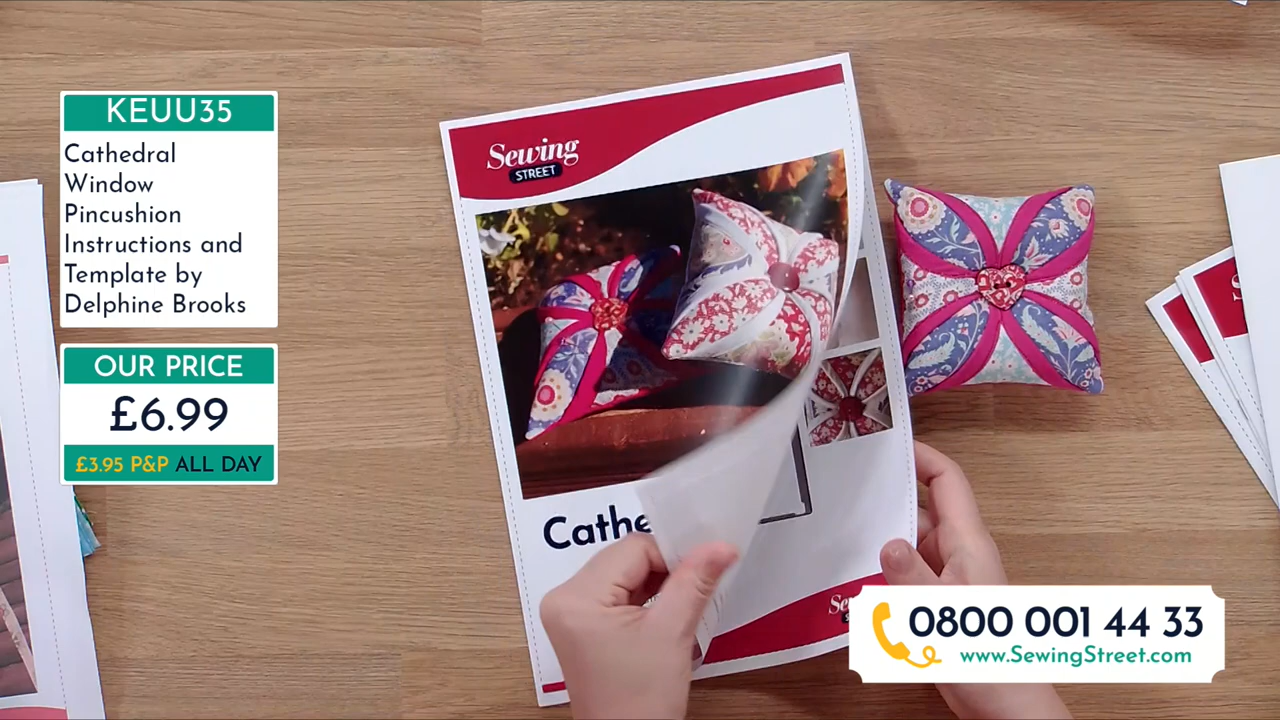 KEUU35
Cathedral
Window
Pincushion
Instructions and
Template by
Delphine Brooks
OUR PRICE
£6.99
£3.95 P&P ALL DAY
Sewing
STREET
Cathe
0800 001 44 33
www.SewingStreet.com